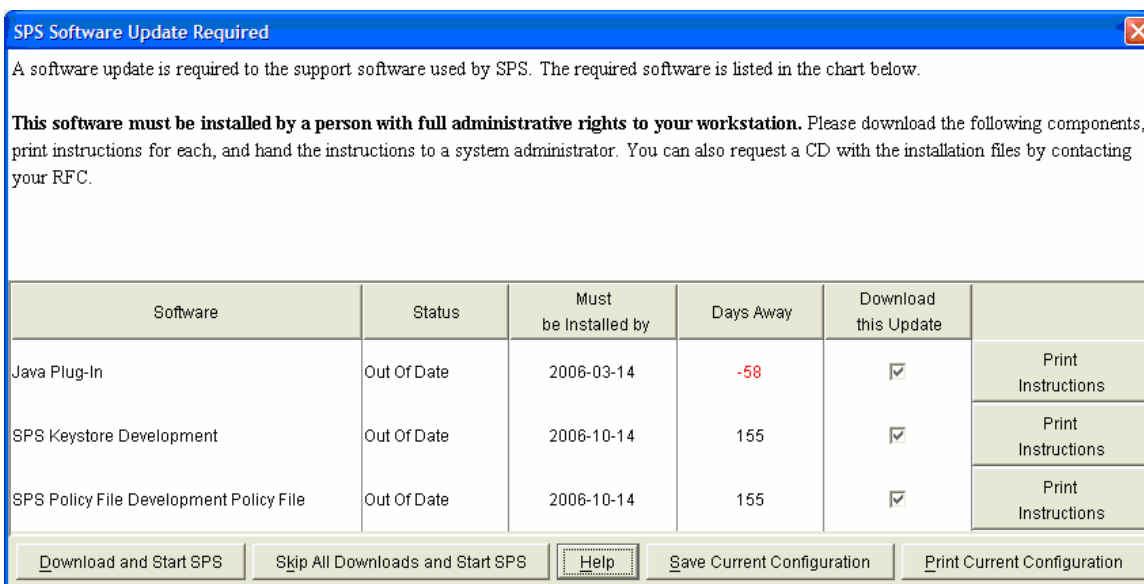 SPS Software Update Required
A software update is required to the support software used by SPS. The required software is listed in the chart below.
This software must be installed by a person with full administrative rights to your workstation. Please download the following components,
print instructions for each, and hand the instructions to a system administrator. You can also request a CD with the installation files by contacting
your RFC.
Software Status Must be Installed by Days Away Download this Update
Java Plug-In Out Of Date 2006-03-14 -58 Print Instructions
SPS Keystore Development Out Of Date 2006-10-14 155 Print Instructions
SPS Policy File Development Policy File Out Of Date 2006-10-14 155 Print Instructions
Download and Start SPS Skip All Downloads and Start SPS Help Save Current Configuration Print Current Configuration